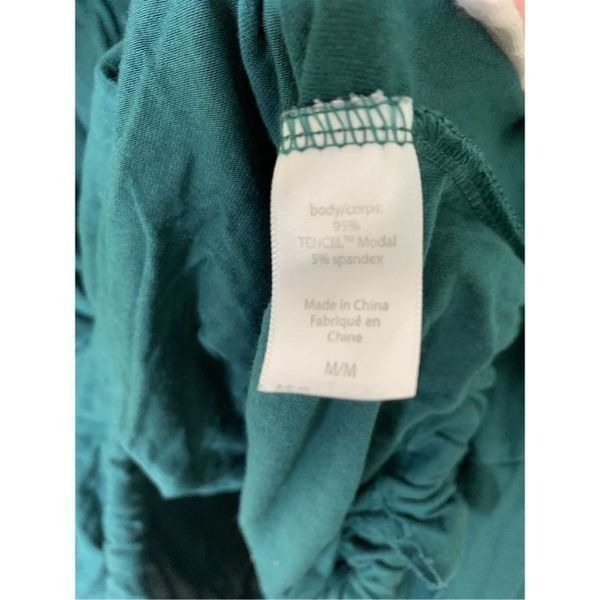 body/corps:
95%
TENCEL™ Modal
5% spandex
Made in China
Fabriqué en
Chine
M/M